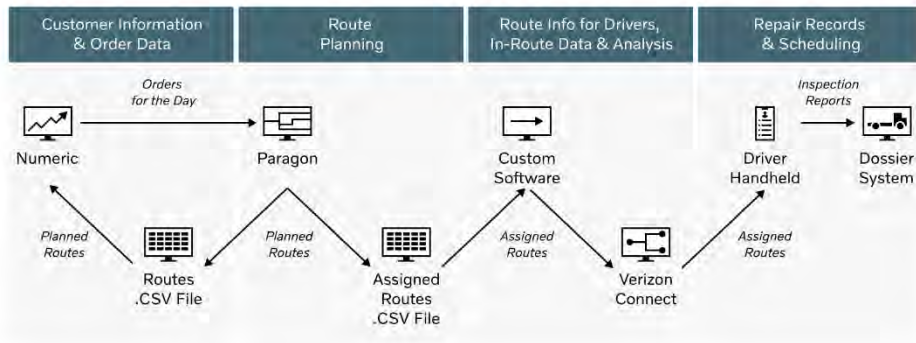 Customer Information
& Order Data
Route
Planning
Route Info for Drivers,
In-Route Data & Analysis
Repair Records
& Scheduling
Orders
for the Day
Inspection
Reports
Numeric
Paragon
Custom
Software
Driver
Handheld
Dossier
System
Planned
Routes
Planned
Routes
Assigned
Routes
Assigned
Routes
Routes
.CSV File
Assigned
Routes
.CSV File
Verizon
Connect